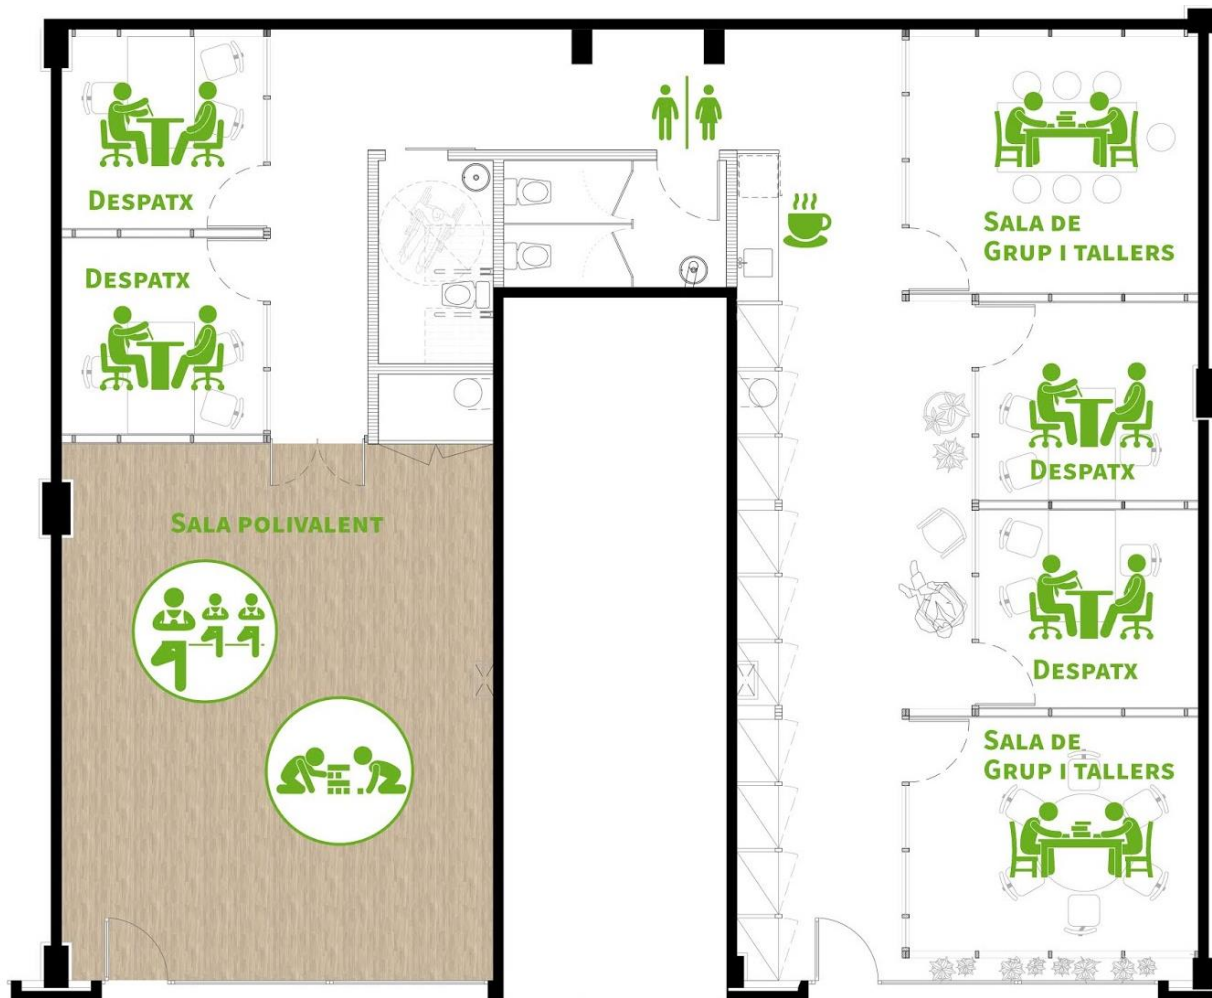 Despatx
Despatx
Sala polivalent
Sala de
Grup i tallers
Despatx
Despatx
Sala de
Grup i tallers